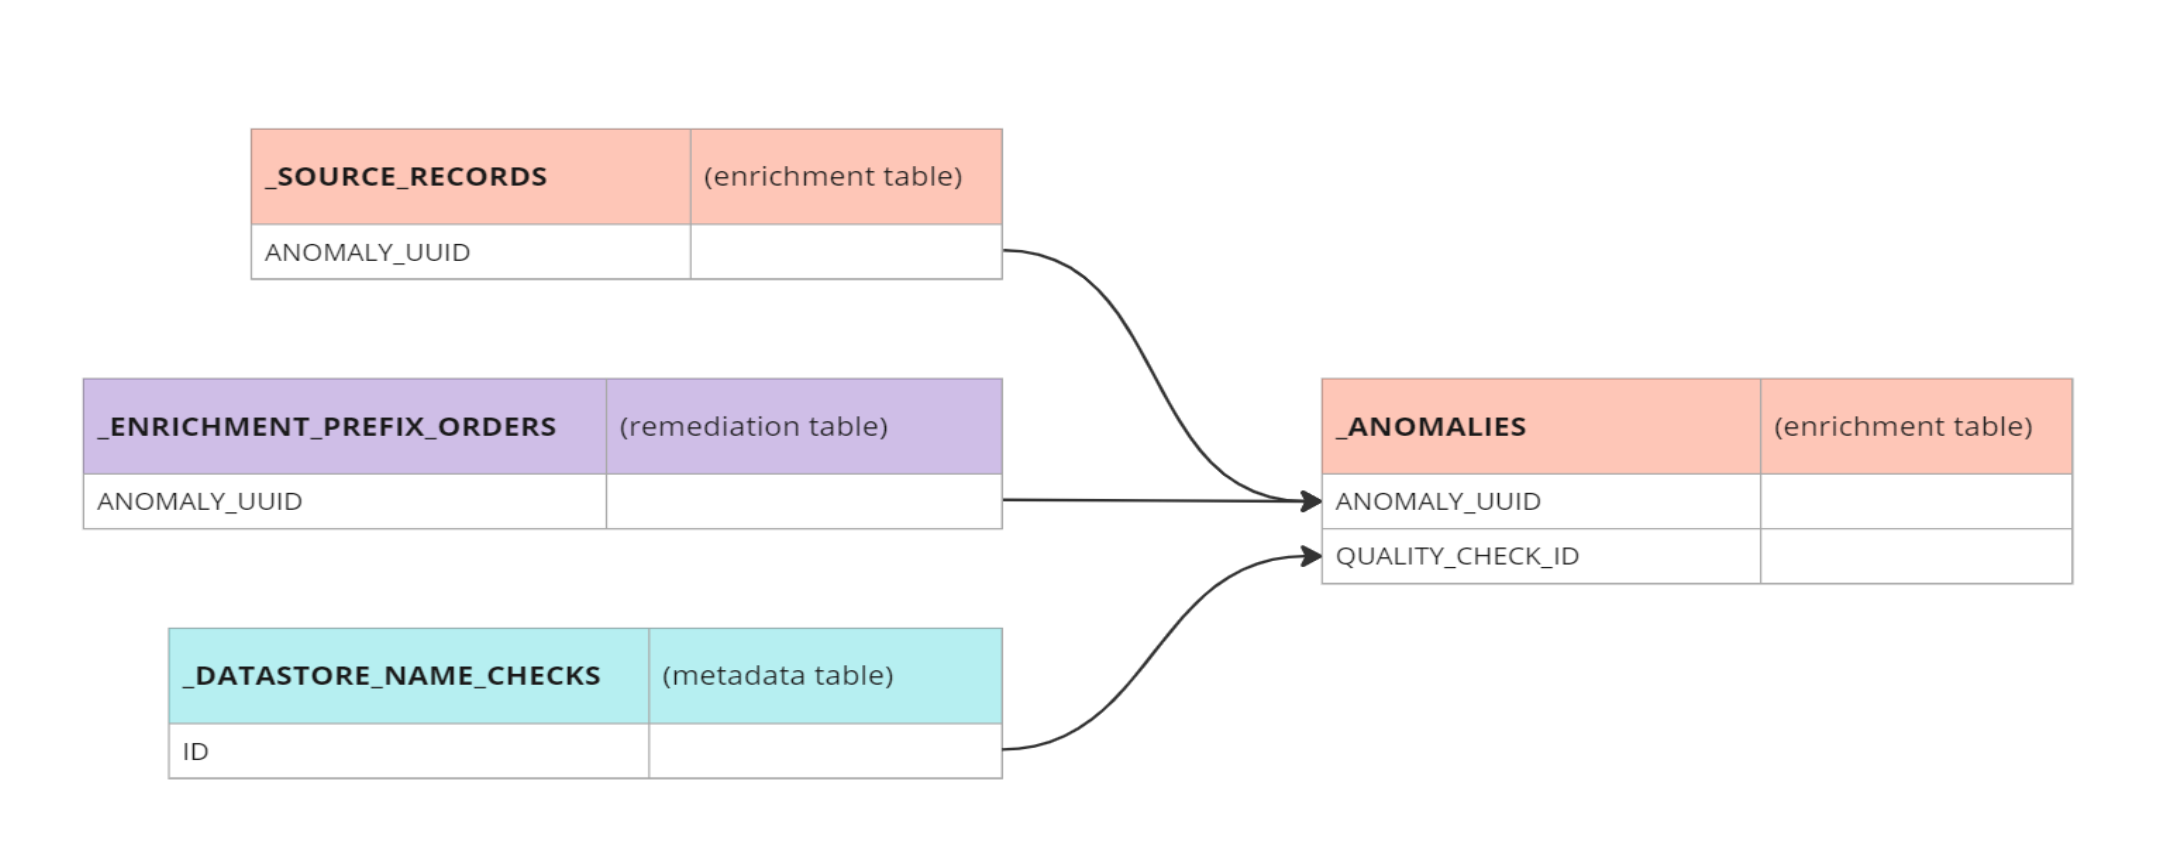 _SOURCE_RECORDS (enrichment table)
ANOMALY_UUID
_ENRICHMENT_PREFIX_ORDERS (remediation table)
ANOMALY_UUID
_DATASTORE_NAME_CHECKS (metadata table)
ID
_ANOMALIES (enrichment table)
ANOMALY_UUID
QUALITY_CHECK_ID